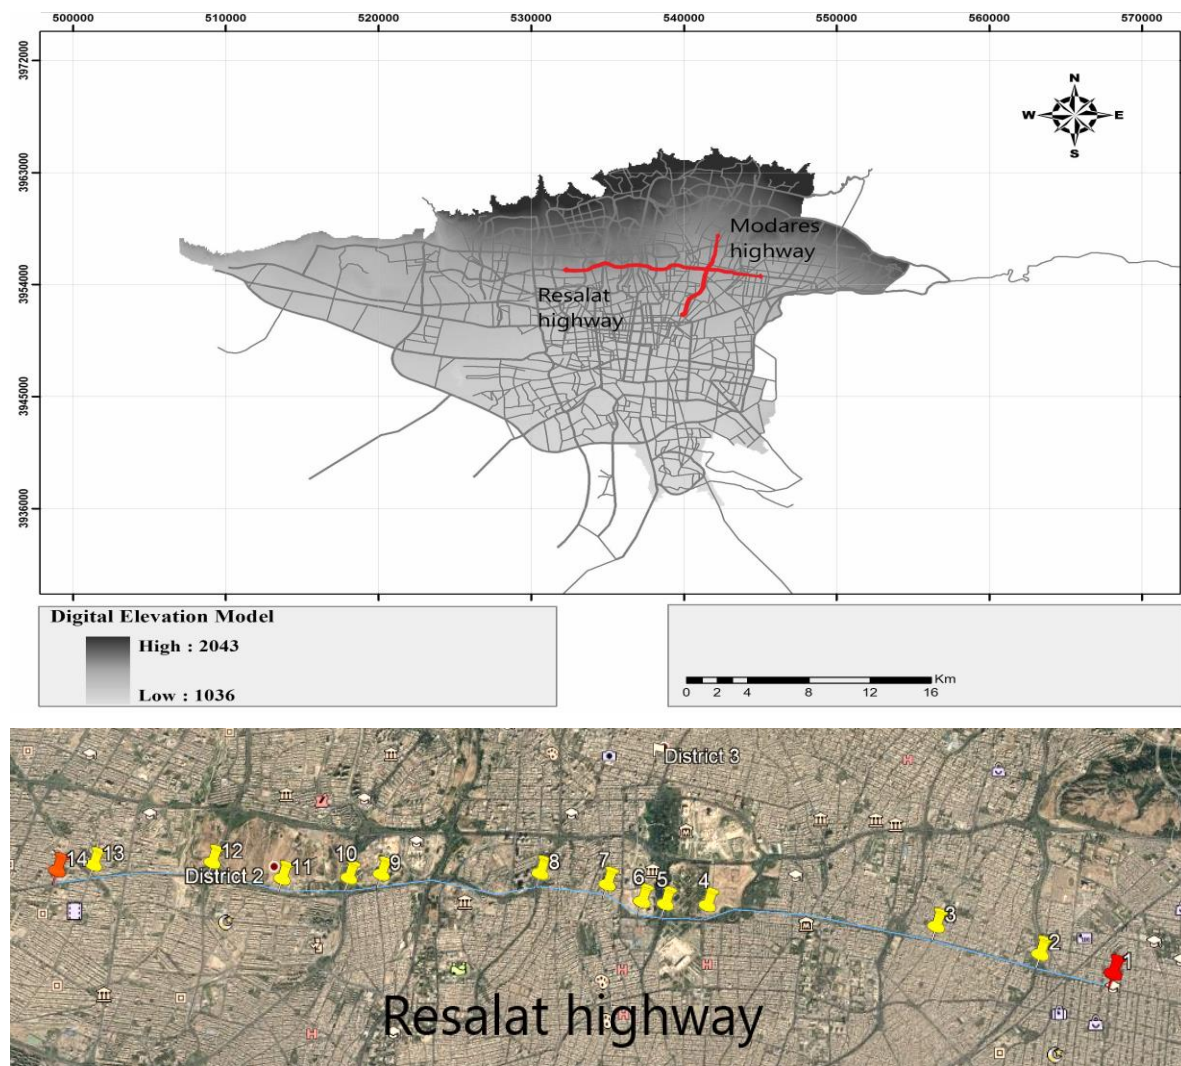 500000 510000 520000 530000 540000 550000 560000 570000
3972000
3963000
3954000
3945000
3936000
N
W E
S
Modares
highway
Resalat
highway
Digital Elevation Model
High : 2043
Low : 1036
Km
0 2 4 8 12 16
District 3
14 13 12 11 10 9 8 7 6 5 4 3 2 1
District 2
H
H
H
H
H
Resalat highway